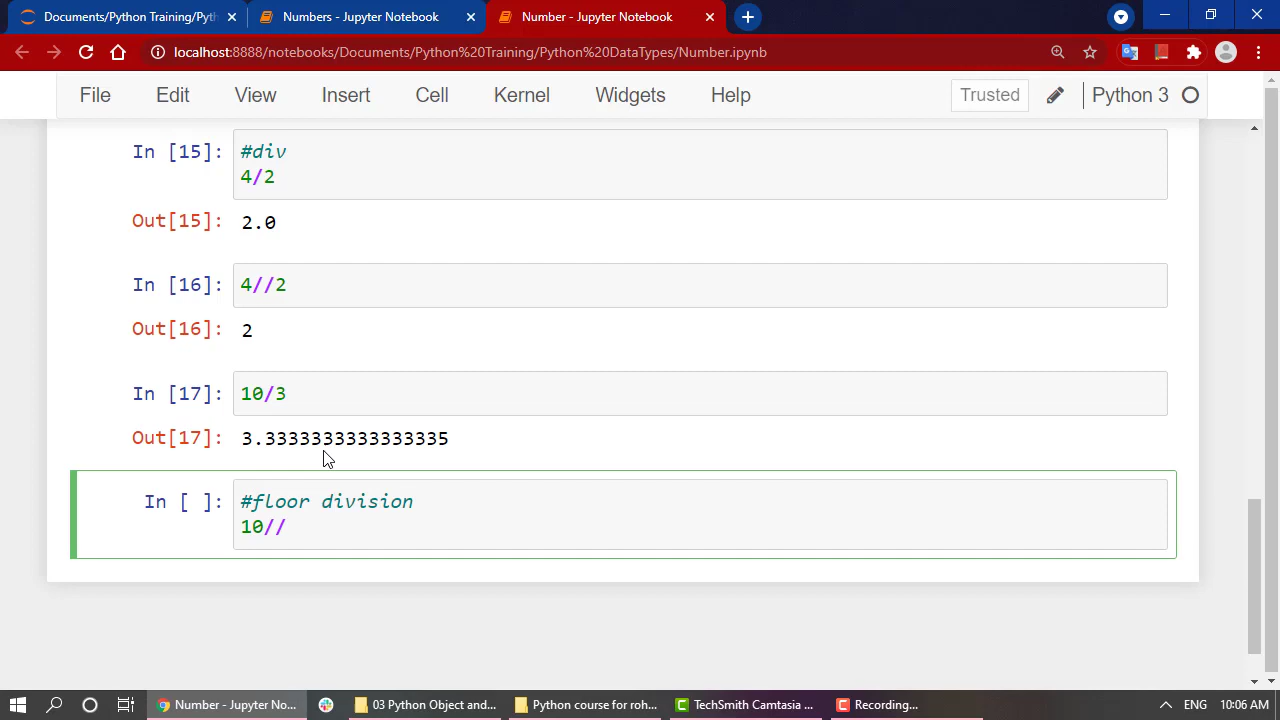 Documents/Python Training/Pyth
Numbers - Jupyter Notebook
Number - Jupyter Notebook
localhost:8888/notebooks/Documents/Python%20Training/Python%20DataTypes/Number.ipynb
File Edit View Insert Cell Kernel Widgets Help Trusted Python 3
In [15]: #div
4/2
Out[15]: 2.0
In [16]: 4//2
Out[16]: 2
In [17]: 10/3
Out[17]: 3.3333333333333335
In [ ]: #floor division
10//
Number - Jupyter No...
03 Python Object and...
Python course for roh...
TechSmith Camtasia ...
Recording...
ENG
10:06 AM